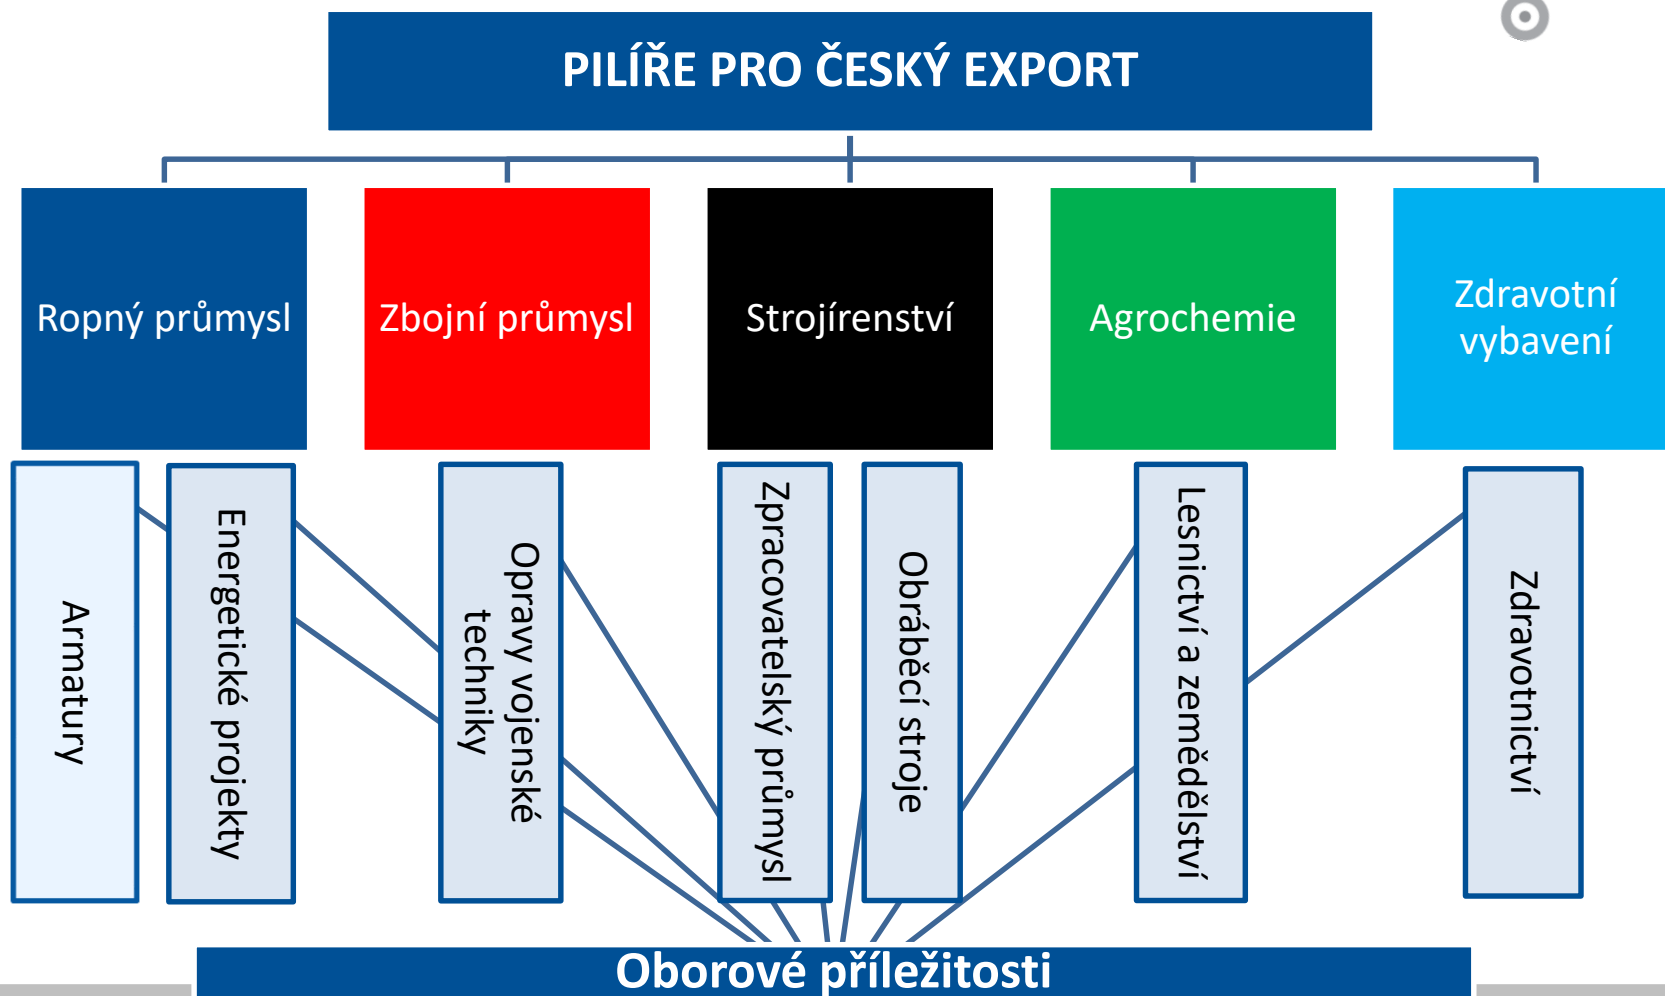 PILÍŘE PRO ČESKÝ EXPORT
Ropný průmysl
Zbojní průmysl
Strojírenství
Agrochemie
Zdravotní
vybavení
Armatury
Energetické projekty
Opravy vojenské
techniky
Zpracovatelský průmysl
Obráběcí stroje
Lesnictví a zemědělství
Zdravotnictví
Oborové příležitosti